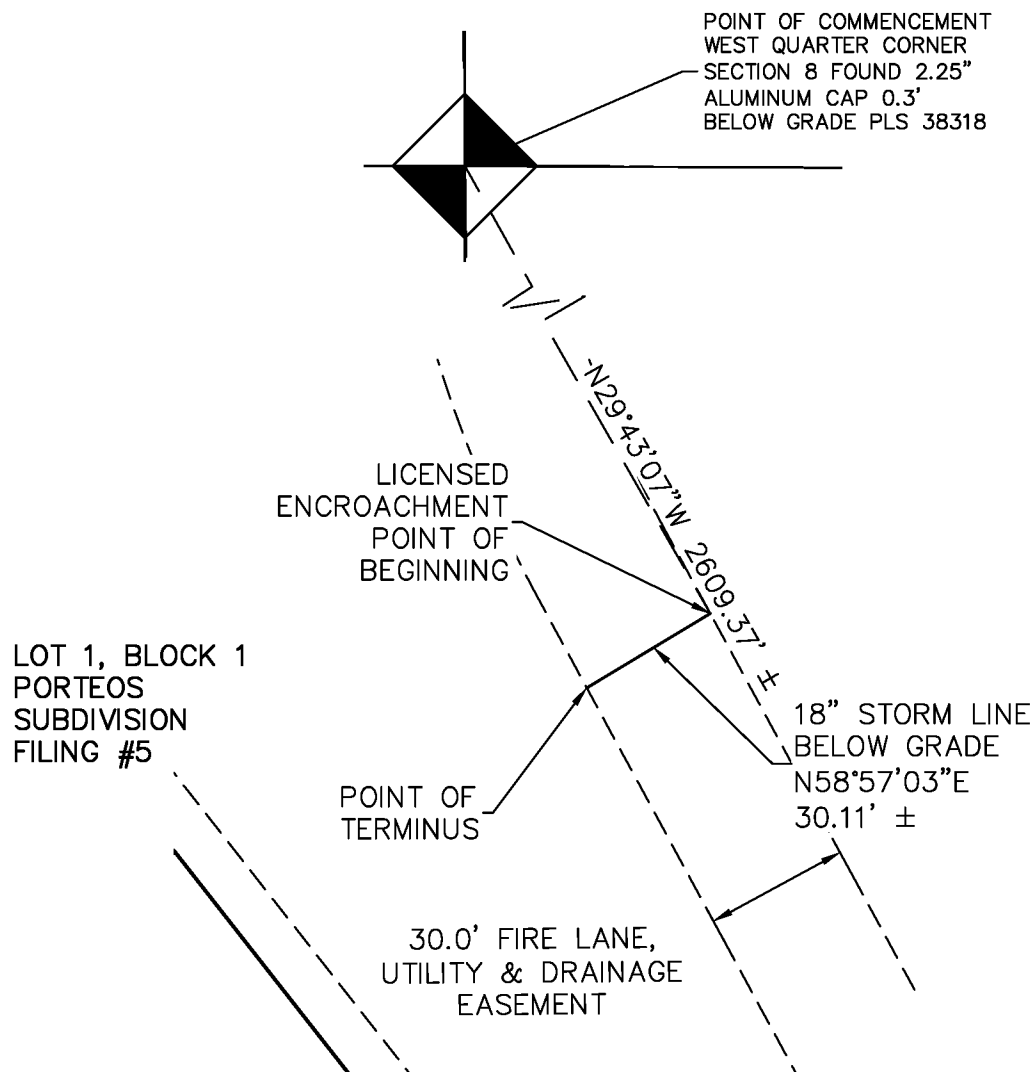 POINT OF COMMENCEMENT
WEST QUARTER CORNER
SECTION 8 FOUND 2.25"
ALUMINUM CAP 0.3'
BELOW GRADE PLS 38318
N29°43'07"W 2609.37' ±
LICENSED
ENCROACHMENT
POINT OF
BEGINNING
LOT 1, BLOCK 1
PORTEOS
SUBDIVISION
FILING #5
18" STORM LINE
BELOW GRADE
N58°57'03"E
30.11' ±
POINT OF
TERMINUS
30.0' FIRE LANE,
UTILITY & DRAINAGE
EASEMENT